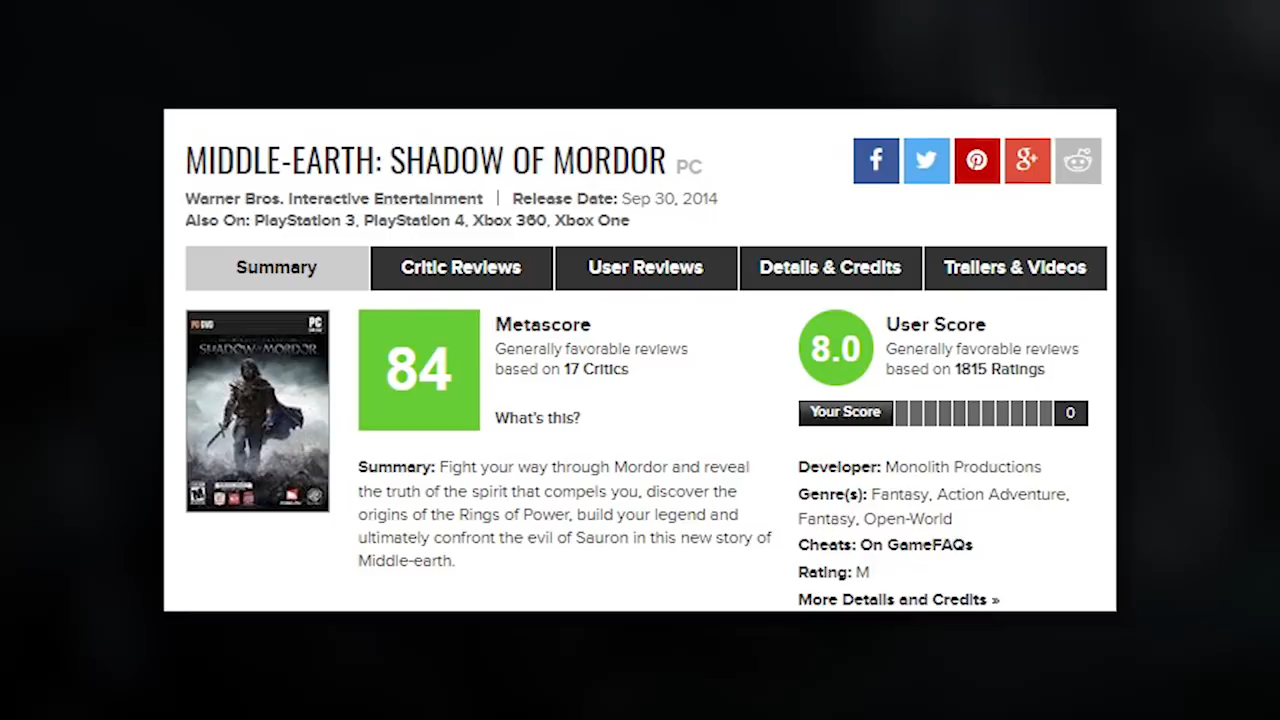 MIDDLE-EARTH: SHADOW OF MORDOR PC
Warner Bros. Interactive Entertainment | Release Date: Sep 30, 2014
Also On: PlayStation 3, PlayStation 4, Xbox 360, Xbox One
Summary
Critic Reviews
User Reviews
Details & Credits
Trailers & Videos
PC
SHADOW OF MORDOR
84
Metascore
Generally favorable reviews
based on 17 Critics
What's this?
Summary: Fight your way through Mordor and reveal
the truth of the spirit that compels you, discover the
origins of the Rings of Power, build your legend and
ultimately confront the evil of Sauron in this new story of
Middle-earth.
8.0
User Score
Generally favorable reviews
based on 1815 Ratings
Your Score
0
Developer: Monolith Productions
Genre(s): Fantasy, Action Adventure,
Fantasy, Open-World
Cheats: On GameFAQs
Rating: M
More Details and Credits »